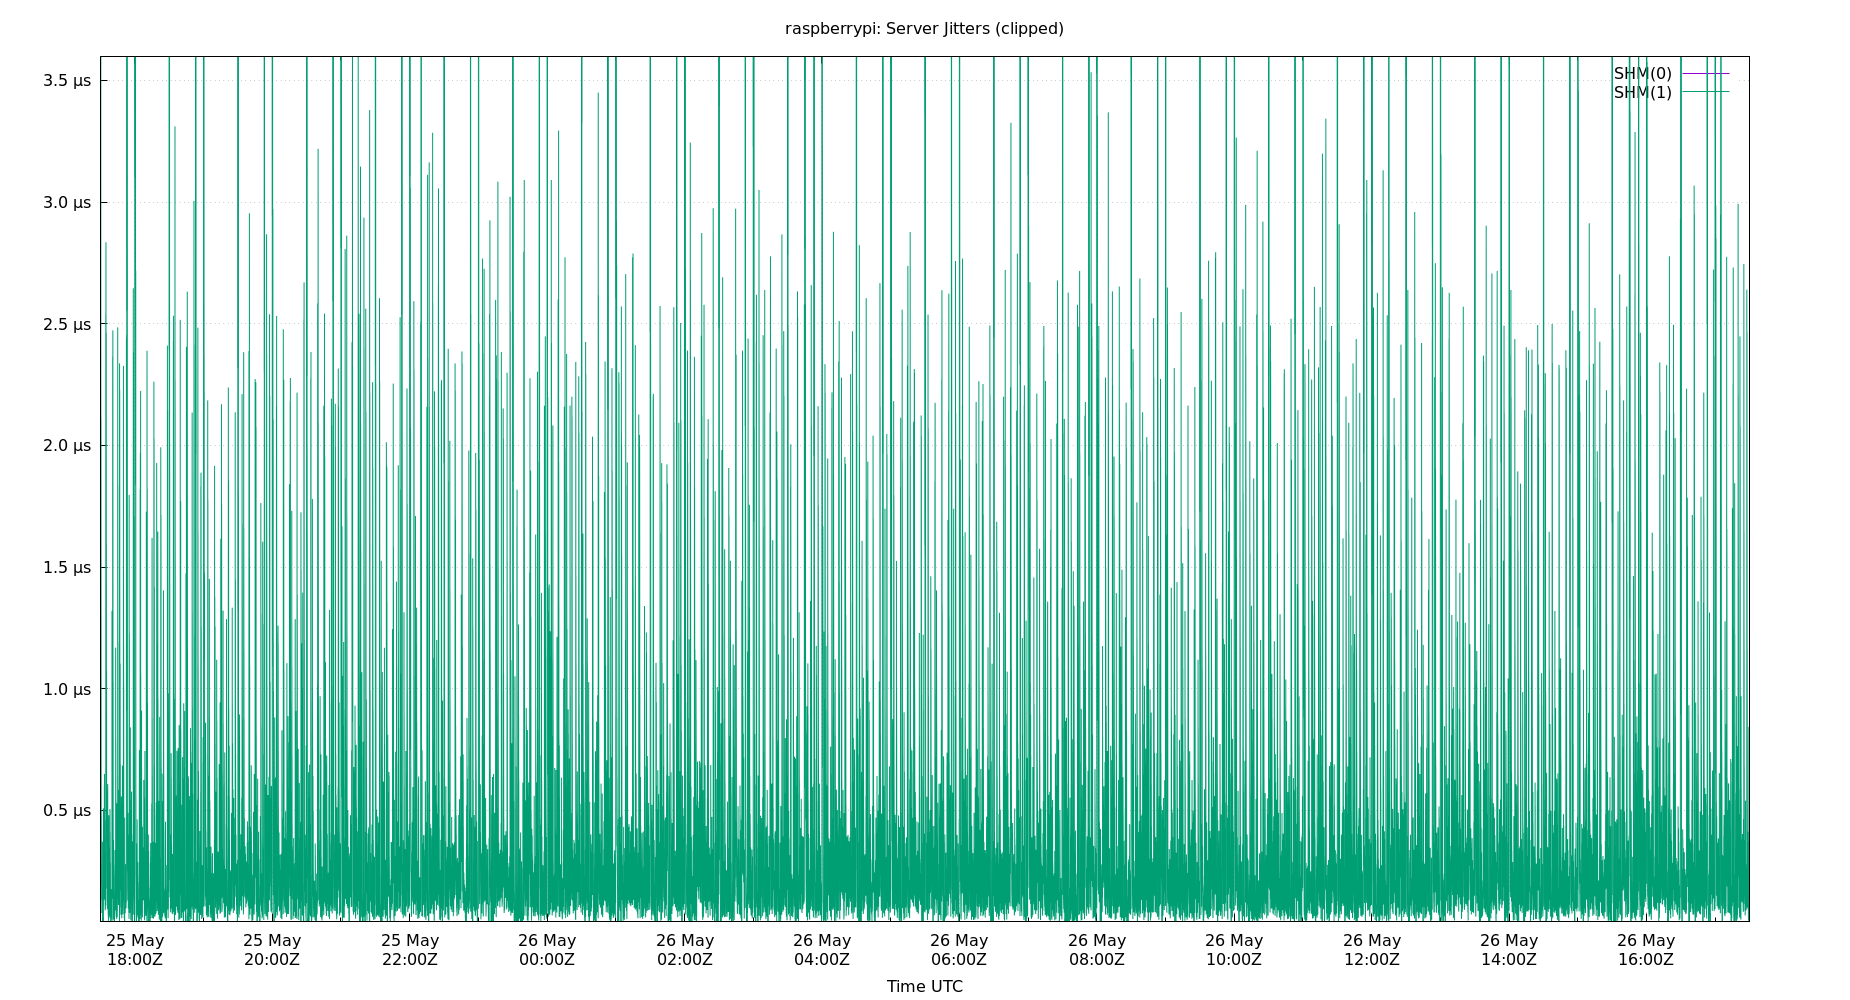 raspberrypi: Server Jitters (clipped)
SHM(0)
SHM(1)
3.5 µs
3.0 µs
2.5 µs
2.0 µs
1.5 µs
1.0 µs
0.5 µs
25 May 25 May 25 May 26 May 26 May 26 May 26 May 26 May 26 May 26 May 26 May 26 May
18:00Z 20:00Z 22:00Z 00:00Z 02:00Z 04:00Z 06:00Z 08:00Z 10:00Z 12:00Z 14:00Z 16:00Z
Time UTC